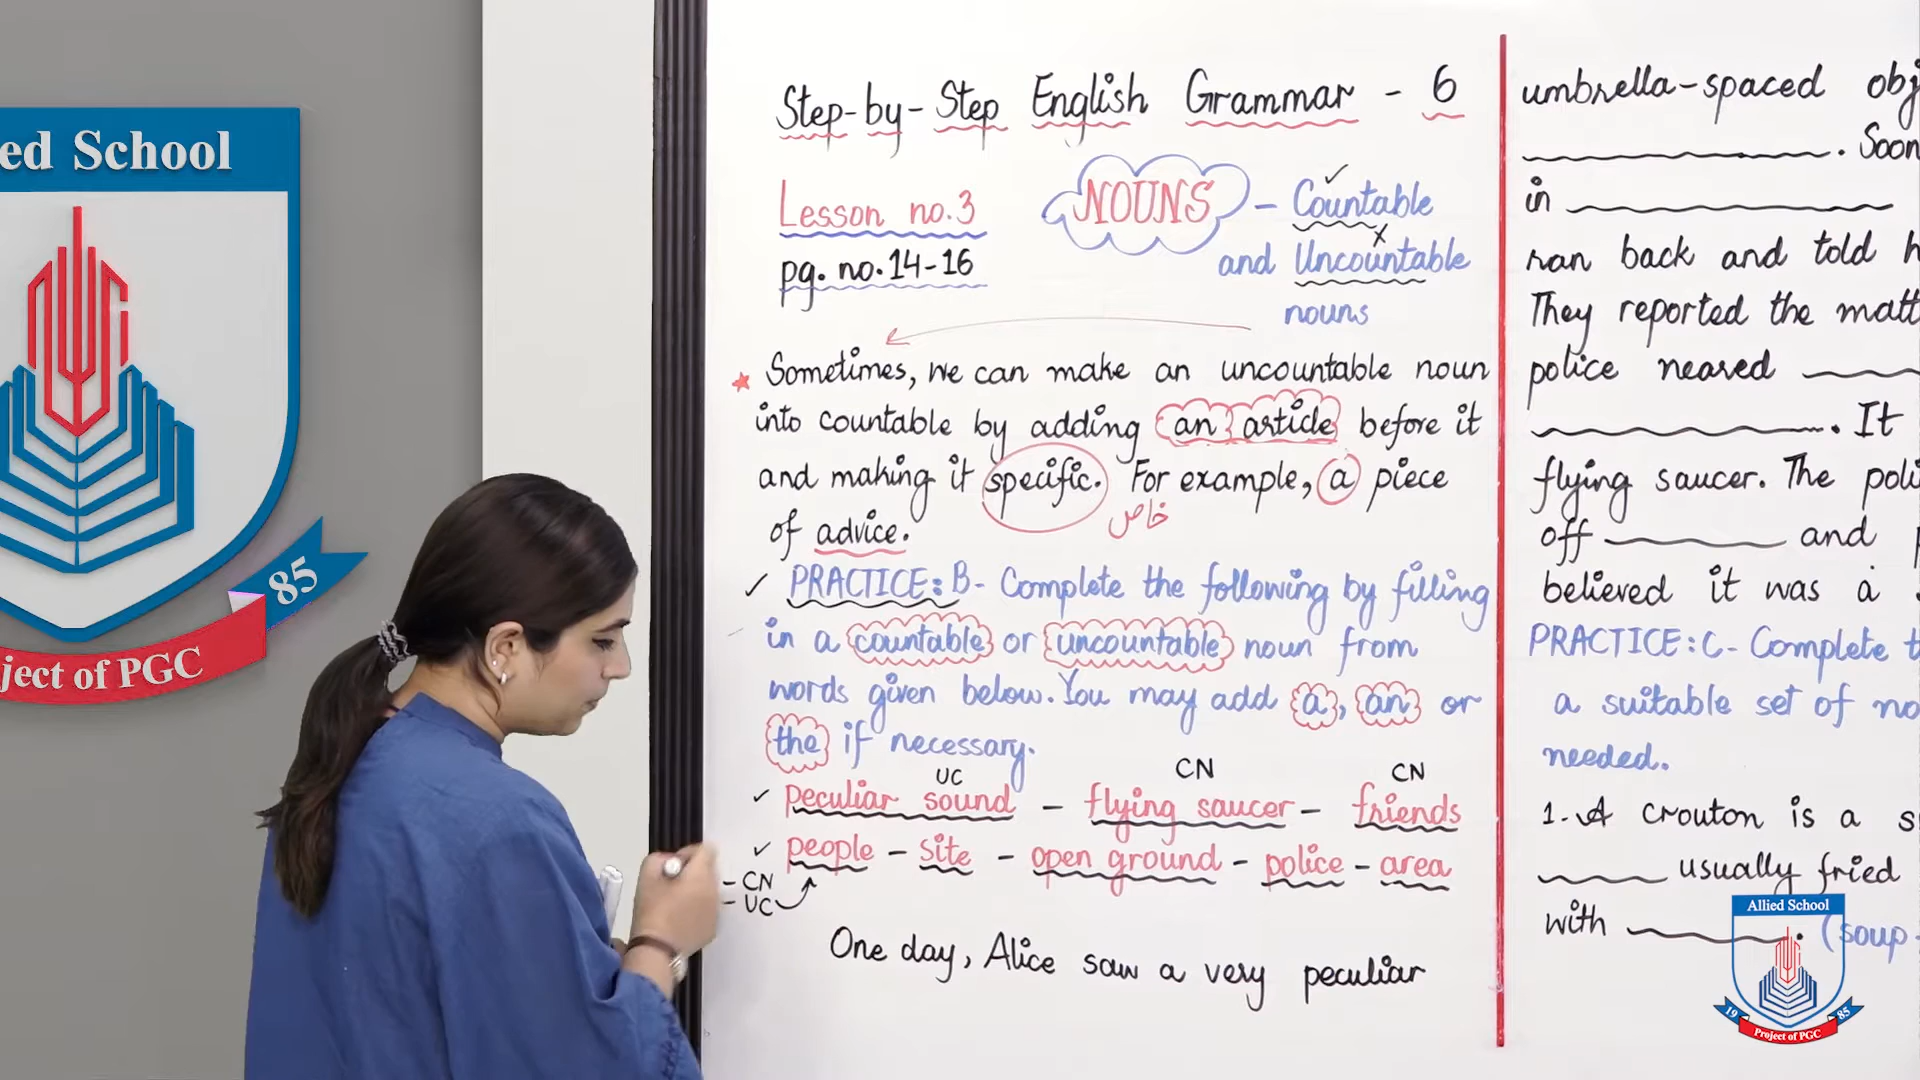 ed School
85
ject of PGC
Step-by-Step English Grammar - 6
Lesson no.3
pg. no.14-16
NOUNS - Countable
and Uncountable
nouns
Sometimes, we can make an uncountable noun
into countable by adding an article before it
and making it specific. For example, a piece
خاص
of advice.
PRACTICE: B- Complete the following by filling
in a countable or uncountable noun from
words given below. You may add a, an or
the if necessary.
UC CN CN
Peculiar sound - flying saucer - friends
people - site - open ground - police - area
- CN
- UC
One day, Alice saw a very peculiar
umbrella-spaced obj
. Soon
in
ran back and told h
They reported the matt
police neared
. It
flying saucer. The poli
off and p
believed it was a
PRACTICE: C- Complete t
a suitable set of no
needed.
1. A crouton is a s
usually fried
with . (soup
Allied School
19 85
Project of PGC